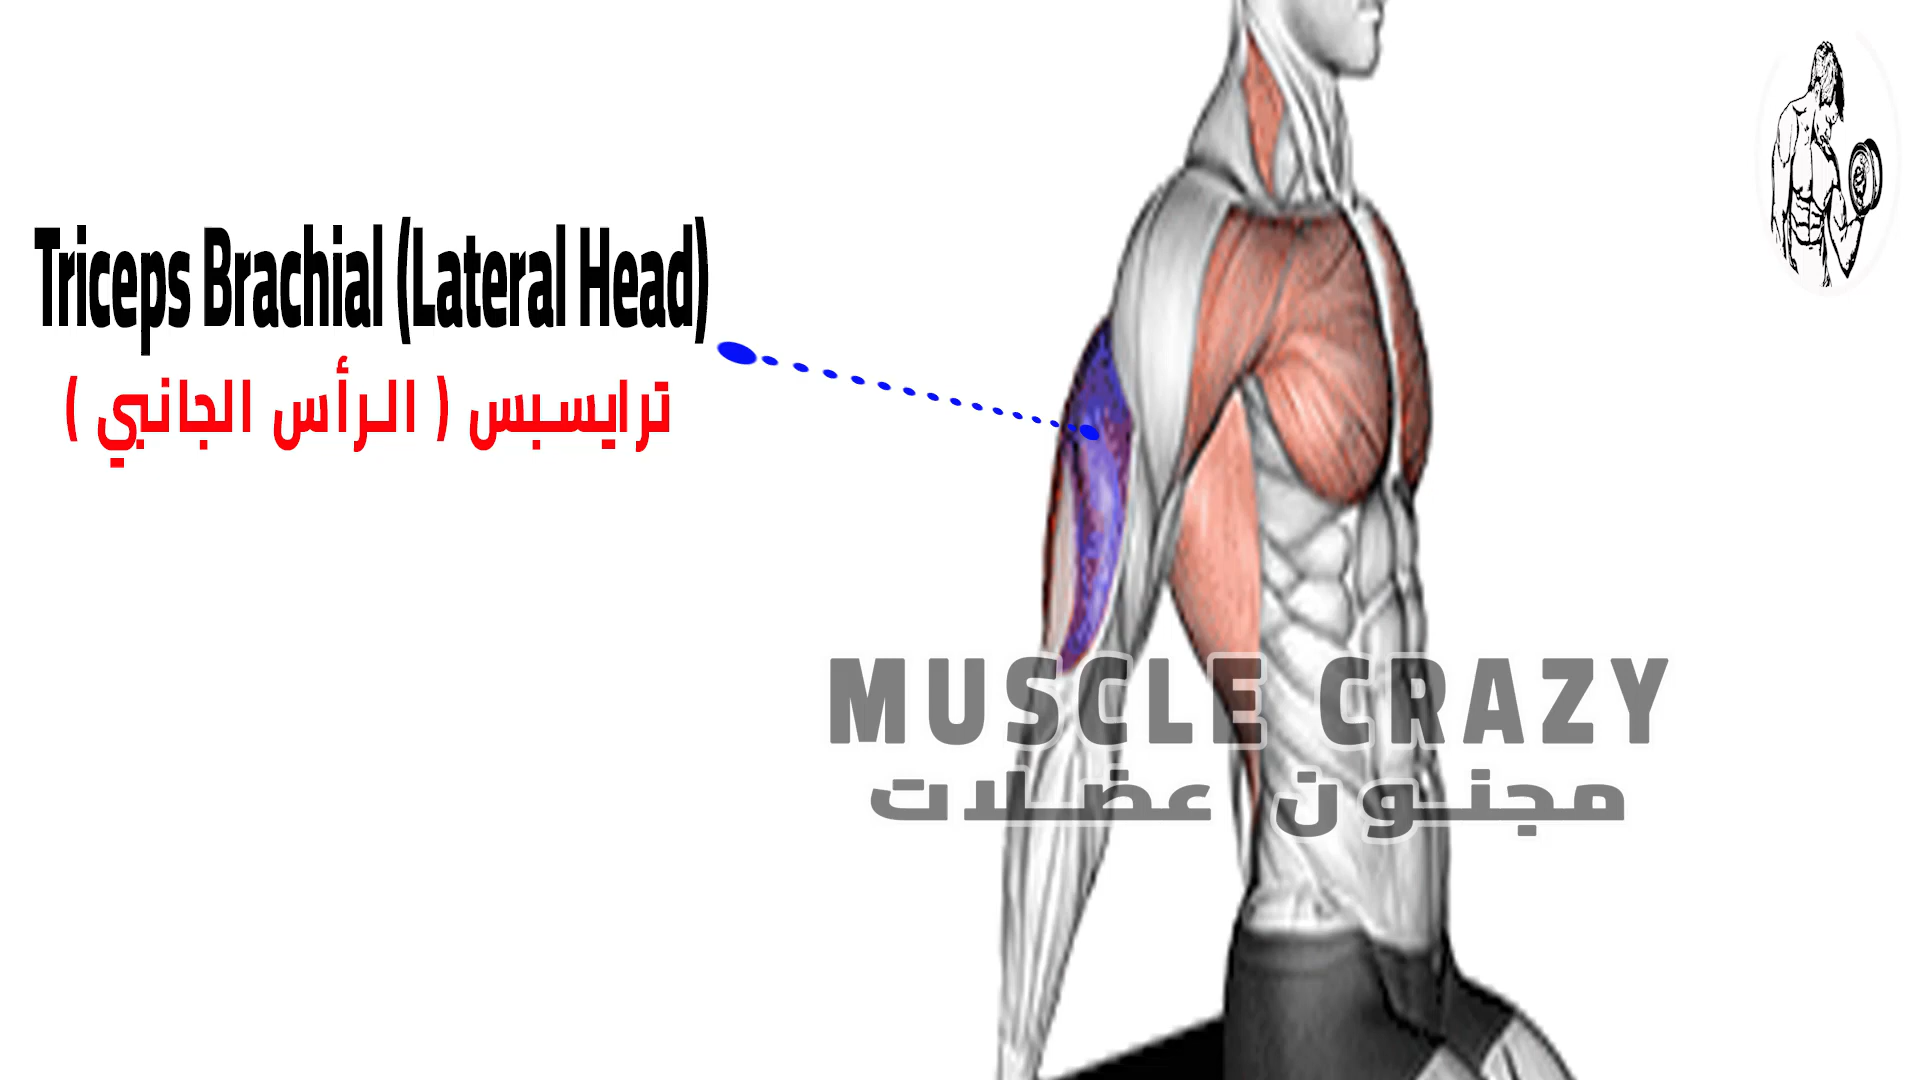 Triceps Brachial (Lateral Head)
ترايسبس ( الرأس الجانبي )
MUSCLE CRAZY
مجنون عضلات